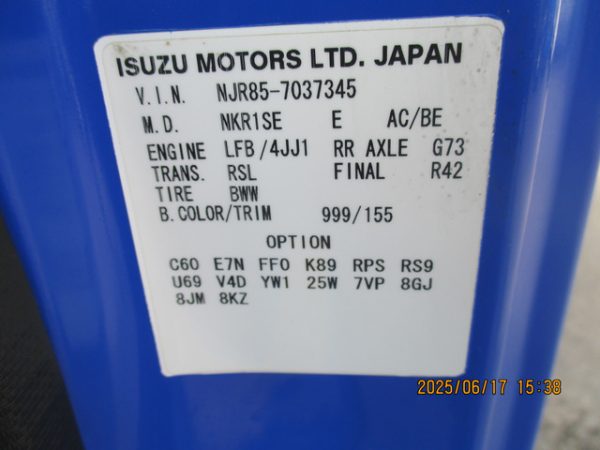 ISUZU MOTORS LTD. JAPAN
V.I.N. NJR85-7037345
M.D. NKR1SE E AC/BE
ENGINE LFB/4JJ1 RR AXLE G73
TRANS. RSL FINAL R42
TIRE BWW
B.COLOR/TRIM 999/155
OPTION
C60 E7N FF0 K89 RPS RS9
U69 V4D YW1 25W 7VP 8GJ
8JM 8KZ
2025/06/17 15:38